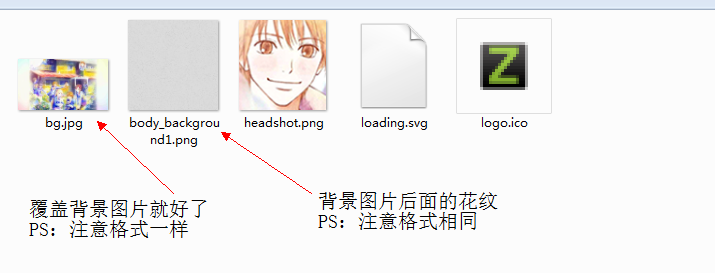 bg.jpg
body_backgrou
nd1.png
headshot.png
loading.svg
logo.ico
Z
覆盖背景图片就好了
PS：注意格式一样
背景图片后面的花纹
PS：注意格式相同